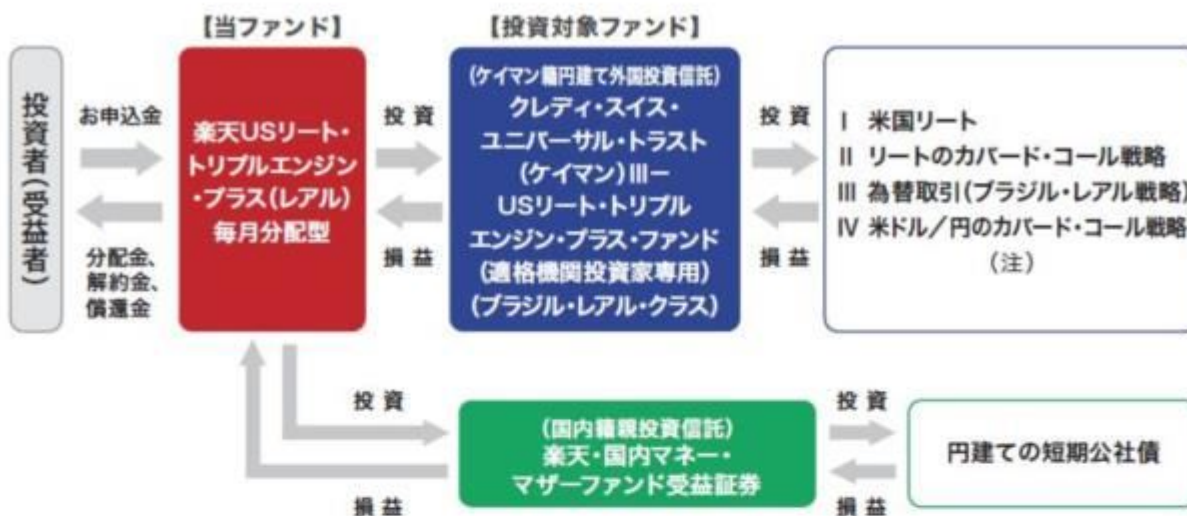 【当ファンド】
【投資対象ファンド】
投資者(受益者)
お申込金
分配金、
解約金、
償還金
楽天USリート・
トリプルエンジン
・プラス(レアル)
毎月分配型
投資
損益
(ケイマン籍円建て外国投資信託)
クレディ・スイス・
ユニバーサル・トラスト
(ケイマン)Ⅲー
USリート・トリプル
エンジン・プラス・ファンド
(適格機関投資家専用)
(ブラジル・レアル・クラス)
投資
損益
Ⅰ 米国リート
Ⅱ リートのカバード・コール戦略
Ⅲ 為替取引(ブラジル・レアル戦略)
Ⅳ 米ドル/円のカバード・コール戦略
(注)
投資
損益
(国内籍親投資信託)
楽天・国内マネー・
マザーファンド受益証券
投資
損益
円建ての短期公社債